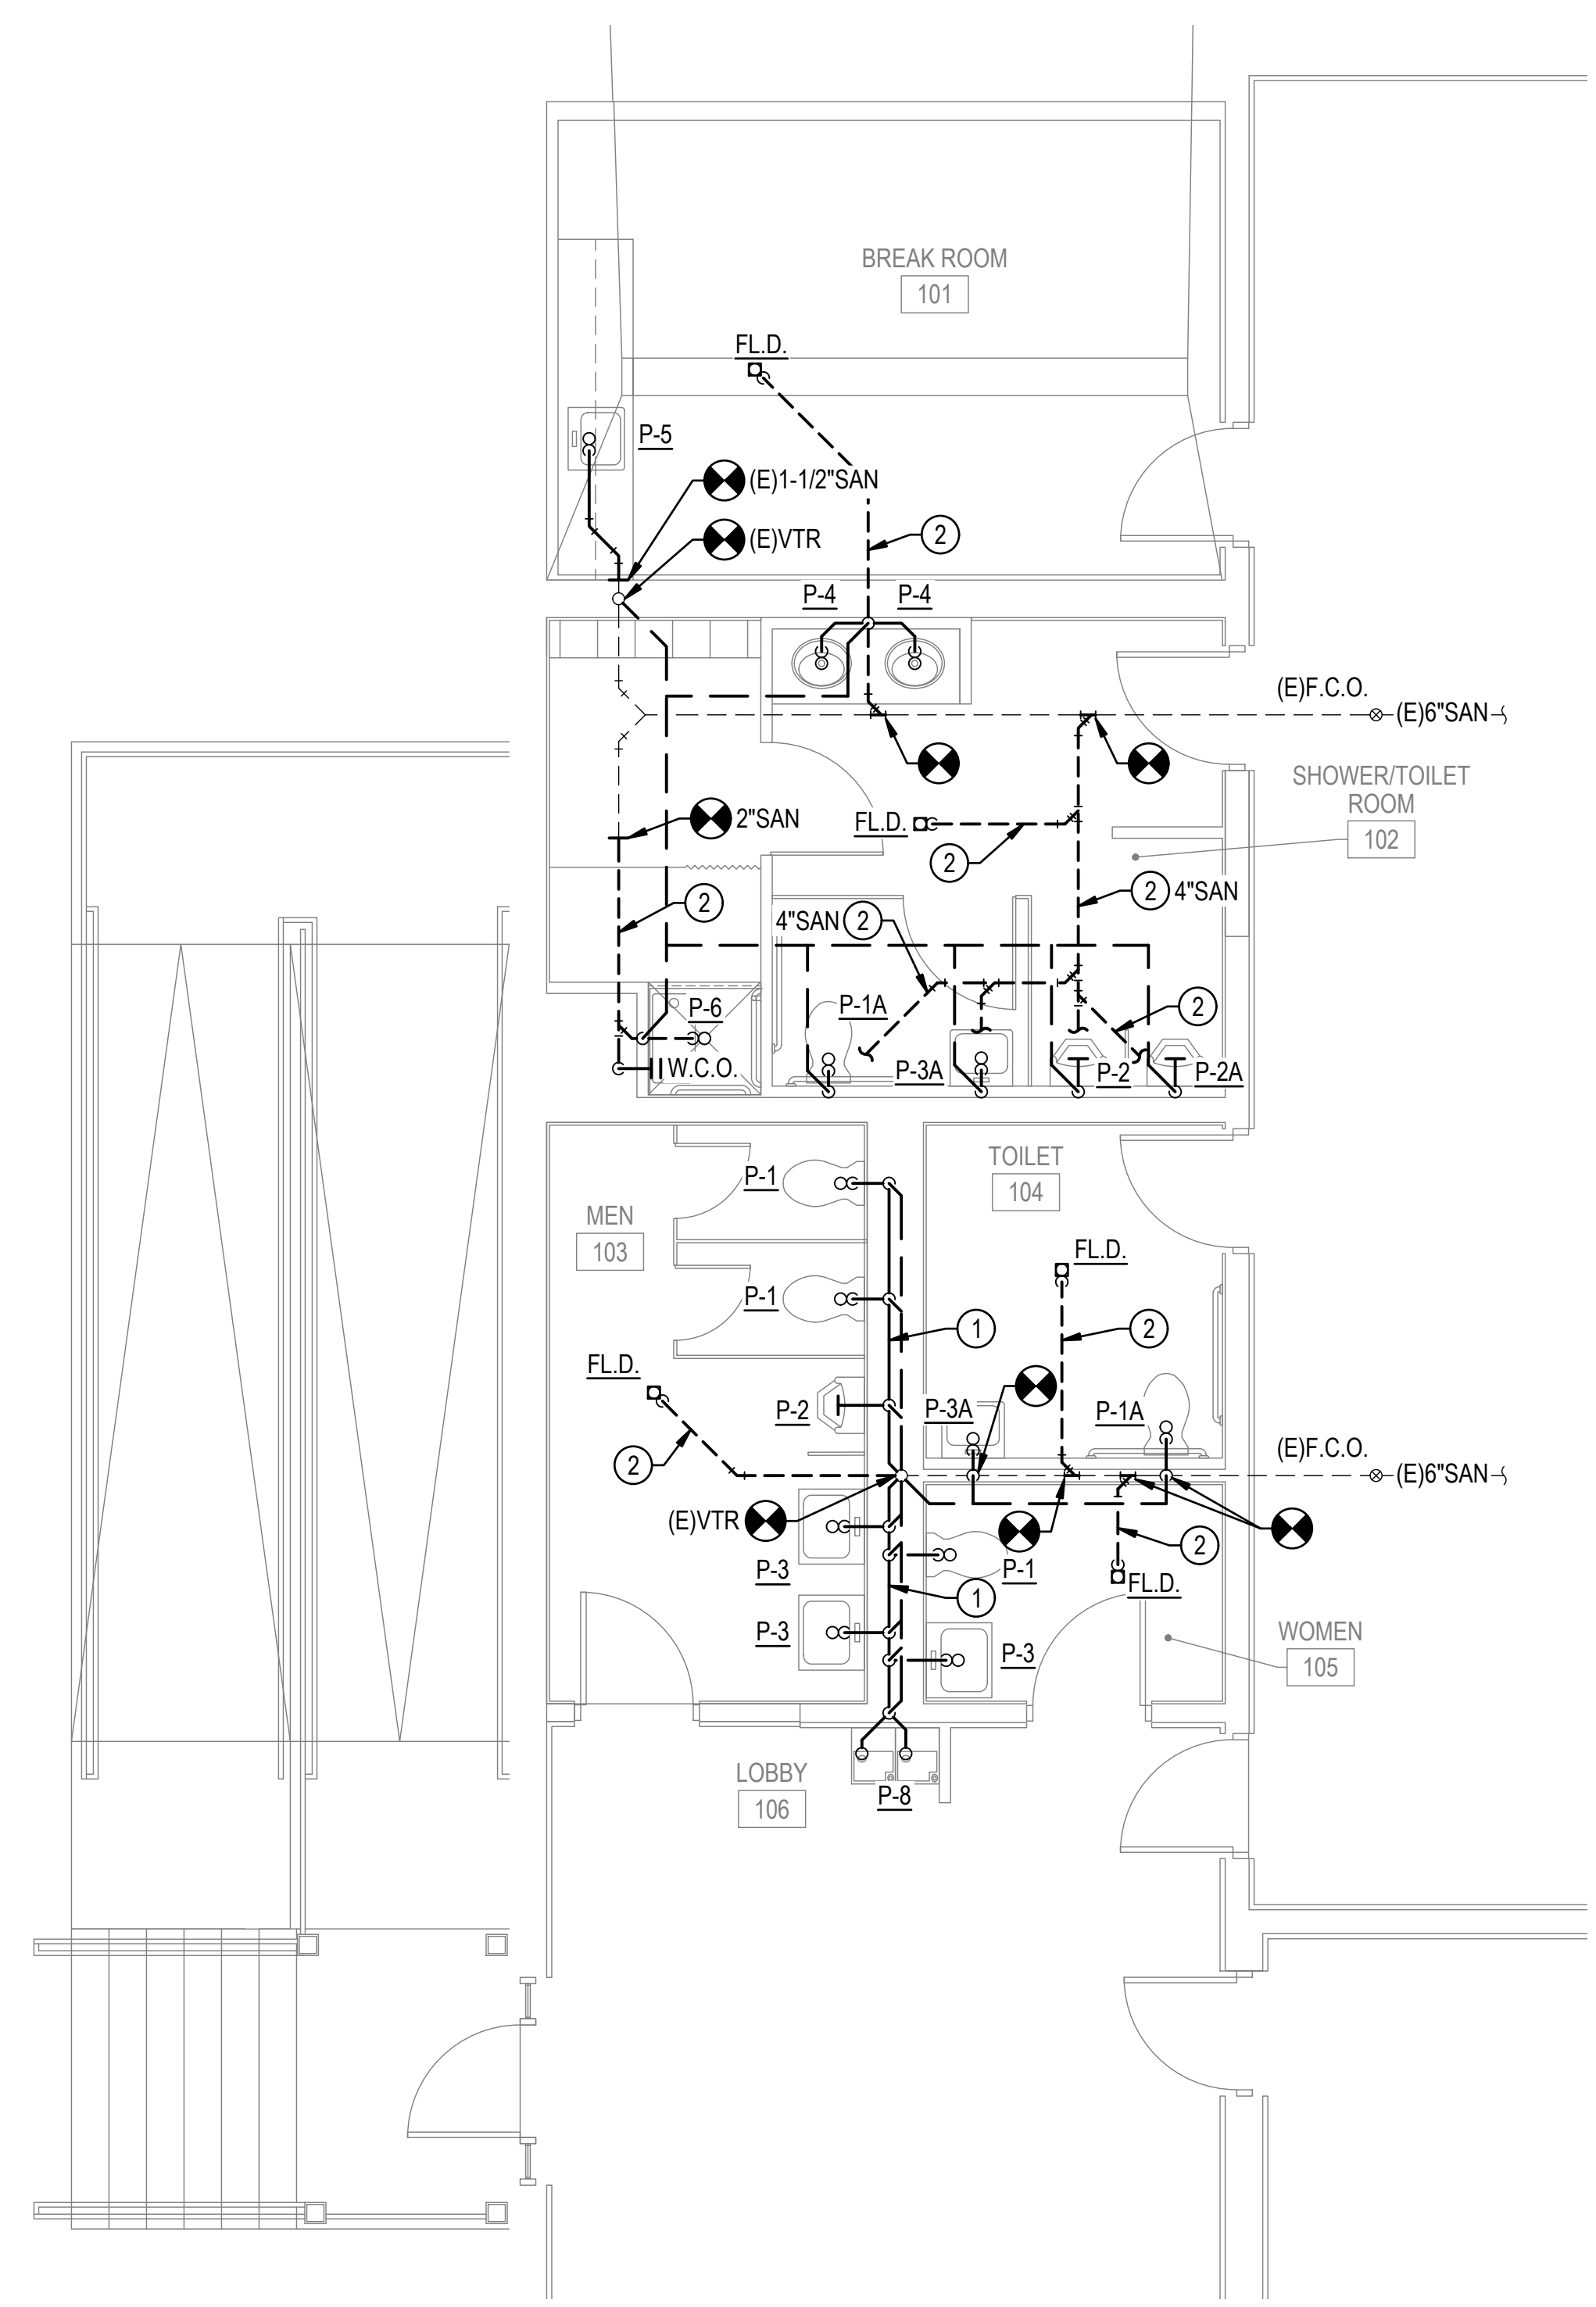 BREAK ROOM
101
FL.D.
P-5
(E)1-1/2"SAN
(E)VTR
2
P-4
P-4
(E)F.C.O.
(E)6"SAN
SHOWER/TOILET
ROOM
102
2"SAN
FL.D.
2
2
4"SAN
2
2 4"SAN
P-6
P-1A
2
W.C.O.
P-3A
P-2
P-2A
TOILET
104
P-1
MEN
103
FL.D.
P-1
1
2
FL.D.
P-2
P-3A
P-1A
2
(E)F.C.O.
(E)6"SAN
(E)VTR
2
P-3
P-1
FL.D.
1
P-3
P-3
WOMEN
105
LOBBY
106
P-8